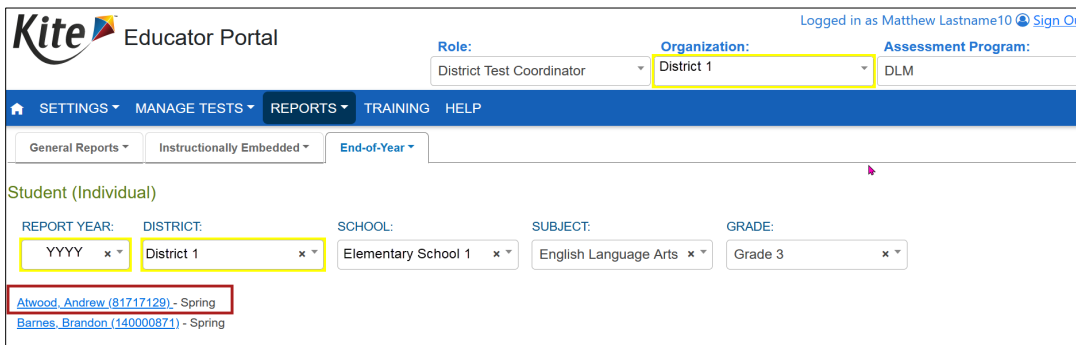 Logged in as Matthew Lastname10 Sign Ou
Kite Educator Portal
Role: Organization: Assessment Program:
District Test Coordinator District 1 DLM
SETTINGS MANAGE TESTS REPORTS TRAINING HELP
General Reports Instructionally Embedded End-of-Year
Student (Individual)
REPORT YEAR: DISTRICT: SCHOOL: SUBJECT: GRADE:
YYYY × District 1 × Elementary School 1 × English Language Arts × Grade 3 ×
Atwood, Andrew (81717129) - Spring
Barnes, Brandon (140000871) - Spring